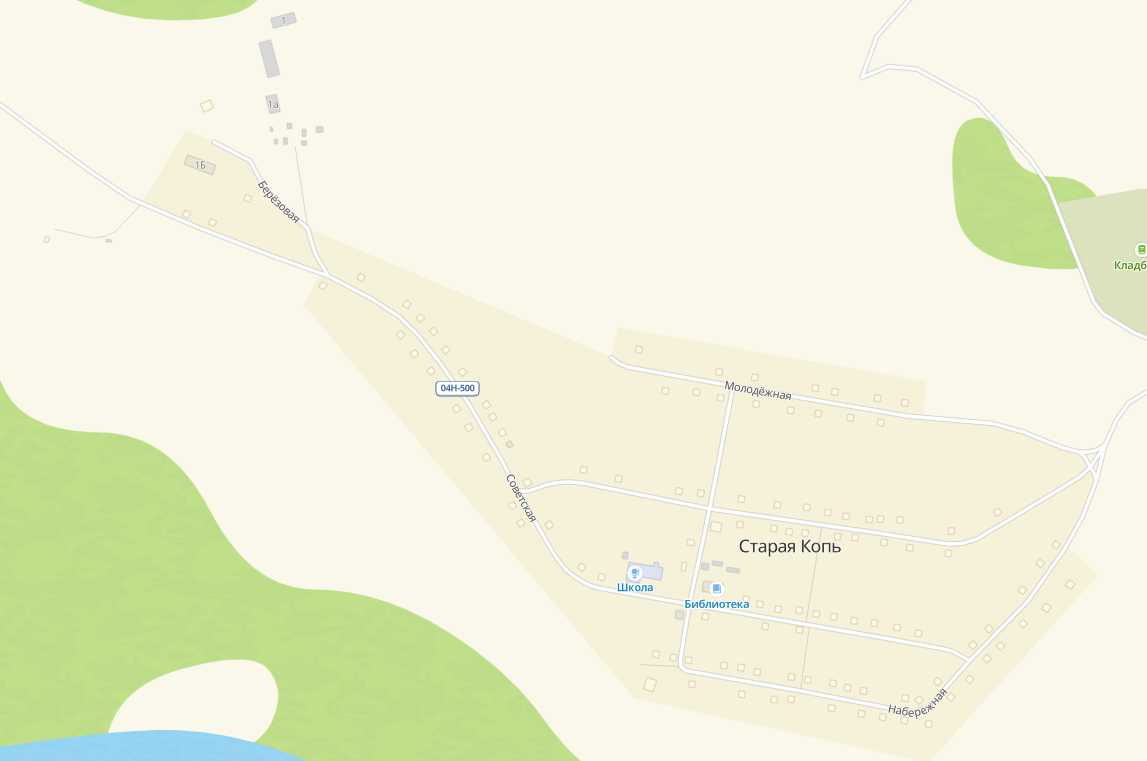 1
1а
1Б
Берёзовая
Кладб
04Н-500
Молодёжная
Советская
Старая Копь
Школа
Библиотека
Набережная